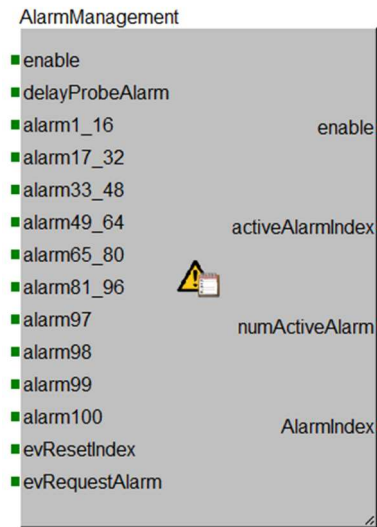 AlarmManagement
enable
delayProbeAlarm
alarm1_16
enable
alarm17_32
alarm33_48
alarm49_64
activeAlarmIndex
alarm65_80
alarm81_96
alarm97
numActiveAlarm
alarm98
alarm99
alarm100
AlarmIndex
evResetIndex
evRequestAlarm